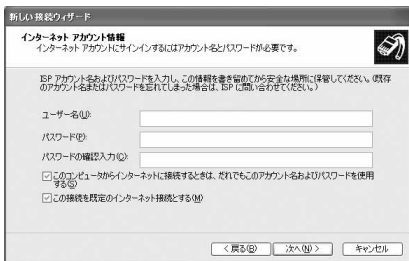 新しい接続ウィザード
インターネット アカウント情報
インターネット アカウントにサインインするにはアカウント名とパスワードが必要です。
ISP アカウント名およびパスワードを入力し、この情報を書き留めてから安全な場所に保管してください。(既存
のアカウント名またはパスワードを忘れてしまった場合は、ISP に問い合わせてください。)
ユーザー名(U):
パスワード(P):
パスワードの確認入力(C):
このコンピュータからインターネットに接続するときは、だれでもこのアカウント名およびパスワードを使用
する(S)
この接続を既定のインターネット接続とする(M)
< 戻る(B) 次へ(N) > キャンセル